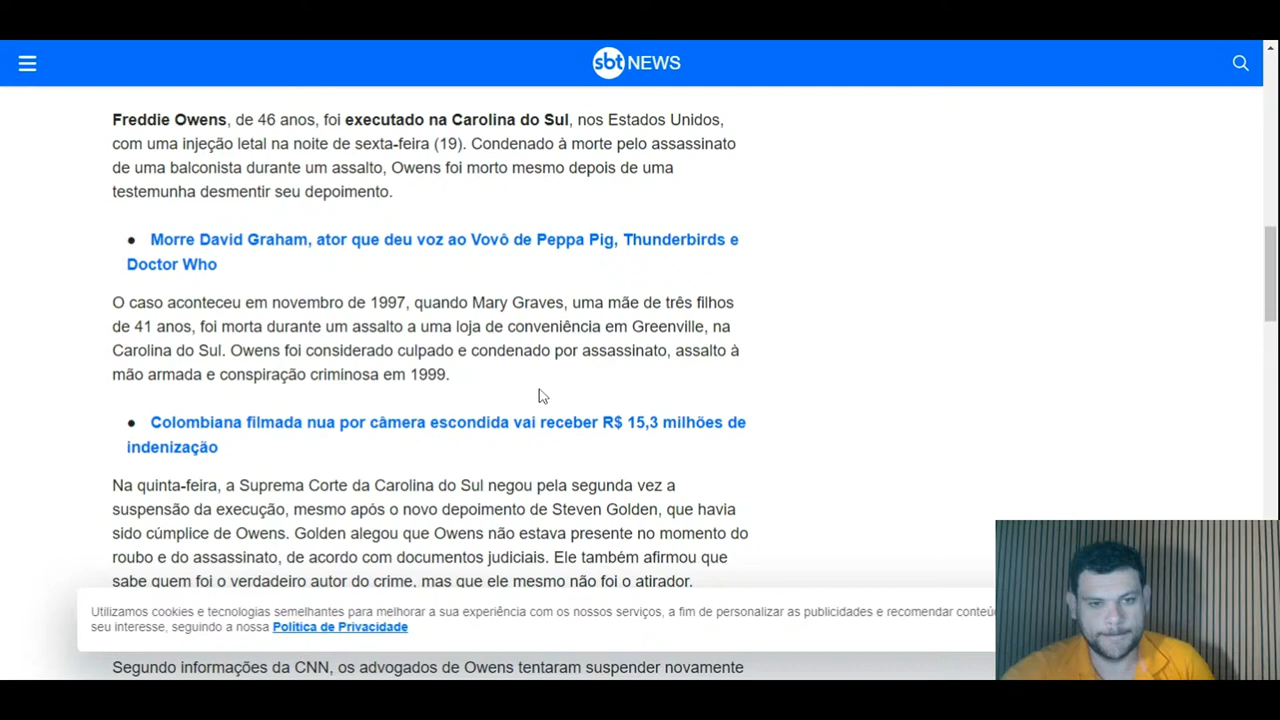 sbt NEWS
Freddie Owens, de 46 anos, foi executado na Carolina do Sul, nos Estados Unidos,
com uma injeção letal na noite de sexta-feira (19). Condenado à morte pelo assassinato
de uma balconista durante um assalto, Owens foi morto mesmo depois de uma
testemunha desmentir seu depoimento.
● Morre David Graham, ator que deu voz ao Vovô de Peppa Pig, Thunderbirds e
Doctor Who
O caso aconteceu em novembro de 1997, quando Mary Graves, uma mãe de três filhos
de 41 anos, foi morta durante um assalto a uma loja de conveniência em Greenville, na
Carolina do Sul. Owens foi considerado culpado e condenado por assassinato, assalto à
mão armada e conspiração criminosa em 1999.
● Colombiana filmada nua por câmera escondida vai receber R$ 15,3 milhões de
indenização
Na quinta-feira, a Suprema Corte da Carolina do Sul negou pela segunda vez a
suspensão da execução, mesmo após o novo depoimento de Steven Golden, que havia
sido cúmplice de Owens. Golden alegou que Owens não estava presente no momento do
roubo e do assassinato, de acordo com documentos judiciais. Ele também afirmou que
sabe quem foi o verdadeiro autor do crime, mas que ele mesmo não foi o atirador.
Utilizamos cookies e tecnologias semelhantes para melhorar a sua experiência com os nossos serviços, a fim de personalizar as publicidades e recomendar
seu interesse, seguindo a nossa Política de Privacidade
Segundo informações da CNN, os advogados de Owens tentaram suspender novamente